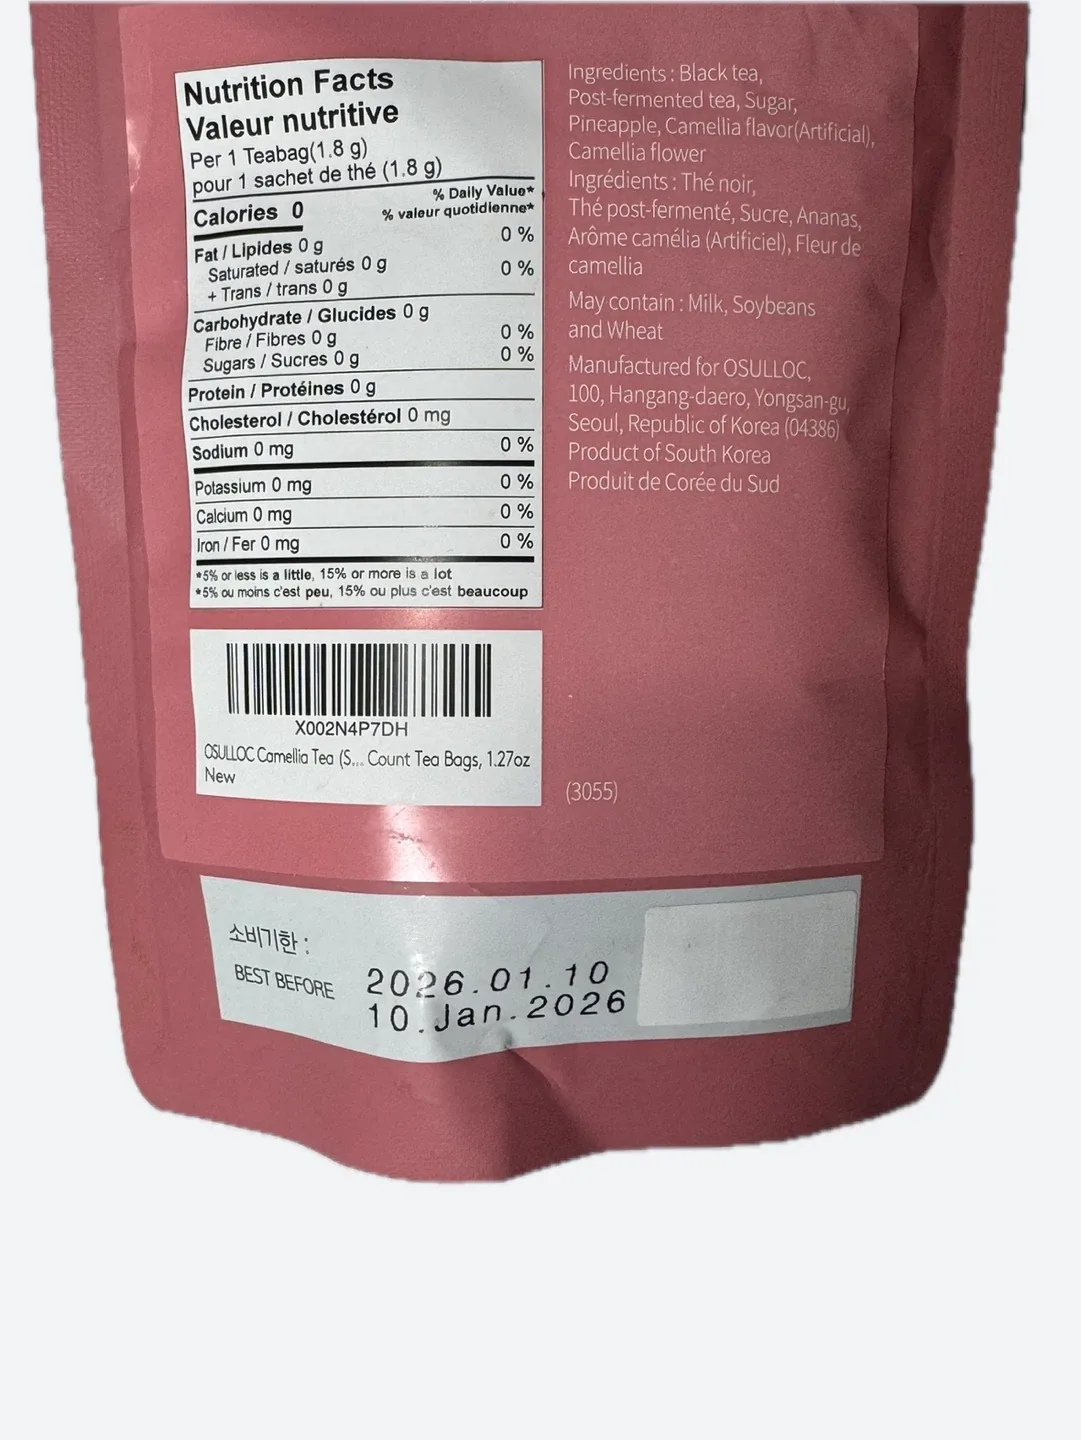 Nutrition Facts
Valeur nutritive
Per 1 Teabag(1.8 g)
pour 1 sachet de thé (1.8 g)
% Daily Value*
Calories 0
% valeur quotidienne*
Fat / Lipides 0 g 0 %
Saturated / saturés 0 g 0 %
+ Trans / trans 0 g
Carbohydrate / Glucides 0 g
Fibre / Fibres 0 g 0 %
Sugars / Sucres 0 g 0 %
Protein / Protéines 0 g
Cholesterol / Cholestérol 0 mg
Sodium 0 mg 0 %
Potassium 0 mg 0 %
Calcium 0 mg 0 %
Iron / Fer 0 mg 0 %
*5% or less is a little, 15% or more is a lot
*5% ou moins c'est peu, 15% ou plus c'est beaucoup
Ingredients : Black tea,
Post-fermented tea, Sugar,
Pineapple, Camellia flavor(Artificial),
Camellia flower
Ingrédients : Thé noir,
Thé post-fermenté, Sucre, Ananas,
Arôme camélia (Artificiel), Fleur de
camellia
May contain : Milk, Soybeans
and Wheat
Manufactured for OSULLOC,
100, Hangang-daero, Yongsan-gu,
Seoul, Republic of Korea (04386)
Product of South Korea
Produit de Corée du Sud
X002N4P7DH
OSULLOC Camellia Tea (S... Count Tea Bags, 1.27oz
New
(3055)
소비기한 :
BEST BEFORE
2026.01.10
10.Jan.2026